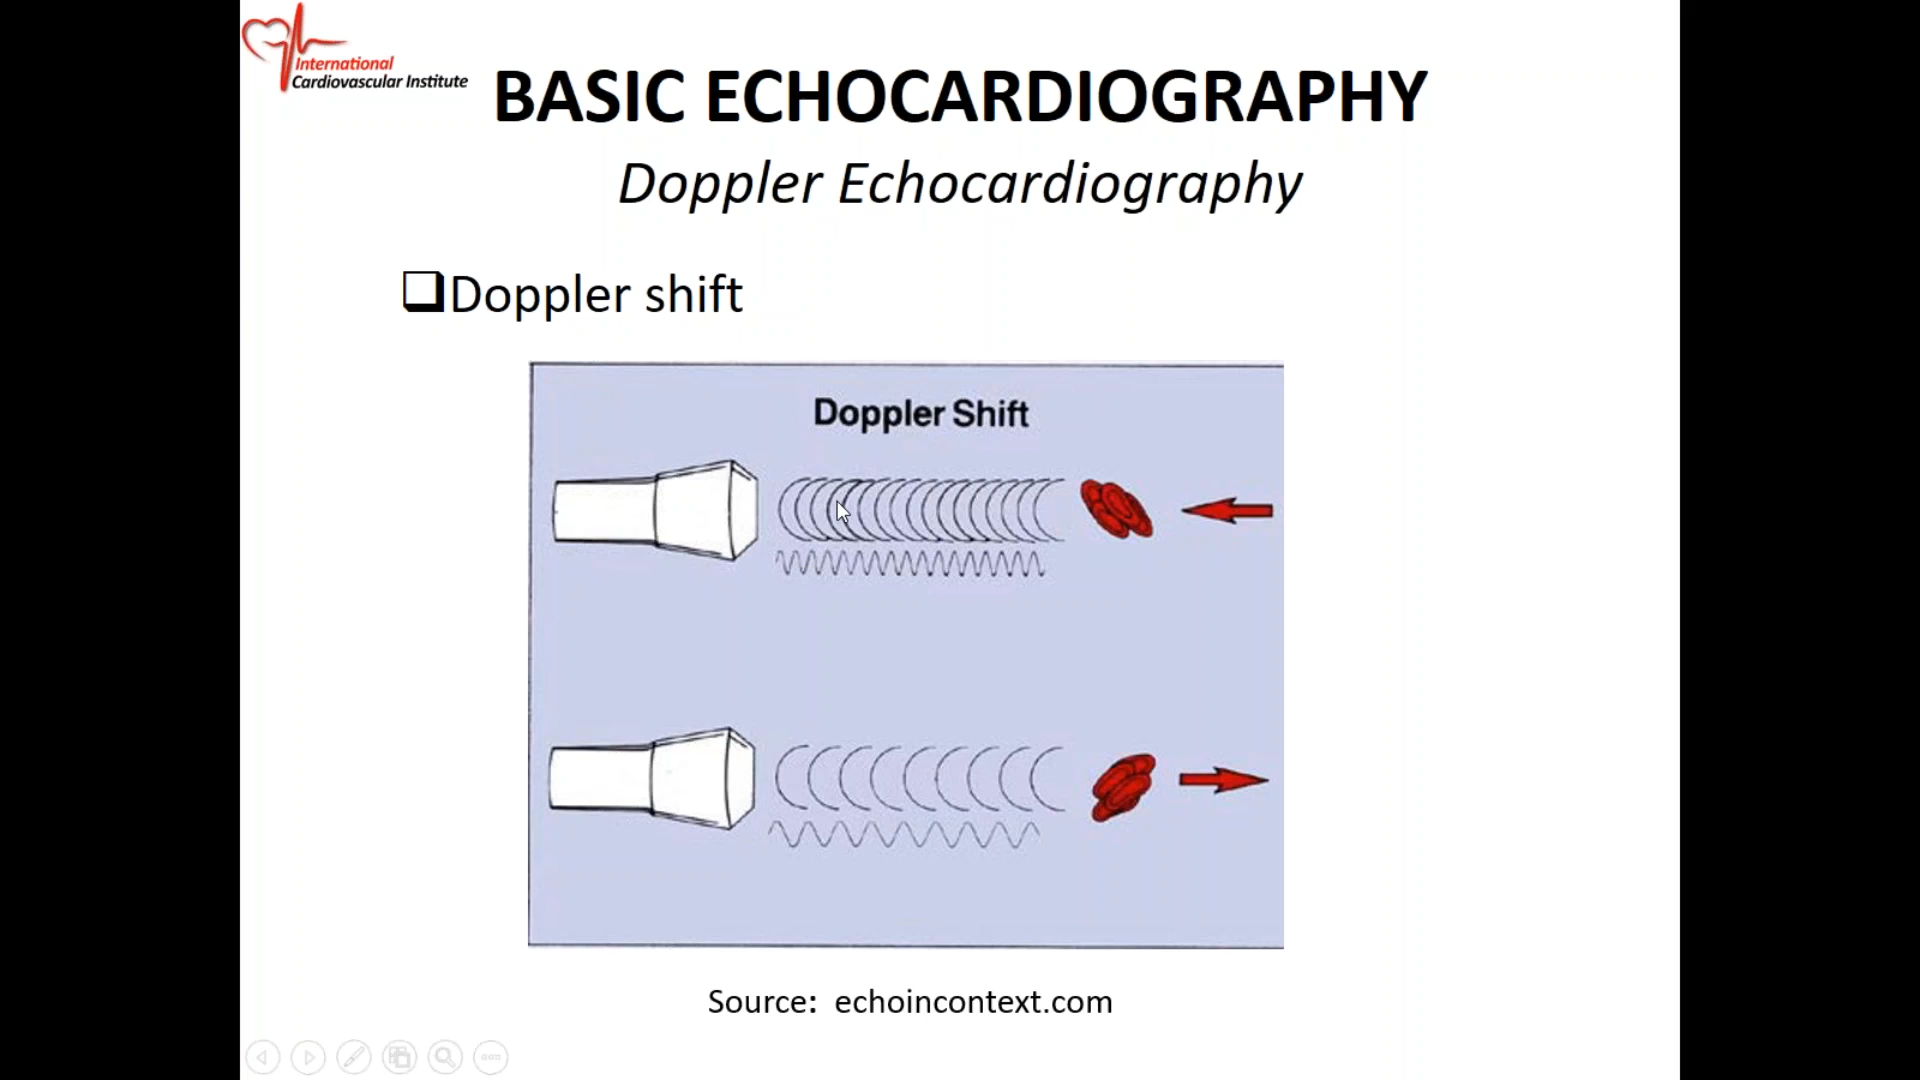 International
Cardiovascular Institute
BASIC ECHOCARDIOGRAPHY
Doppler Echocardiography
Doppler shift
Doppler Shift
Source: echoincontext.com